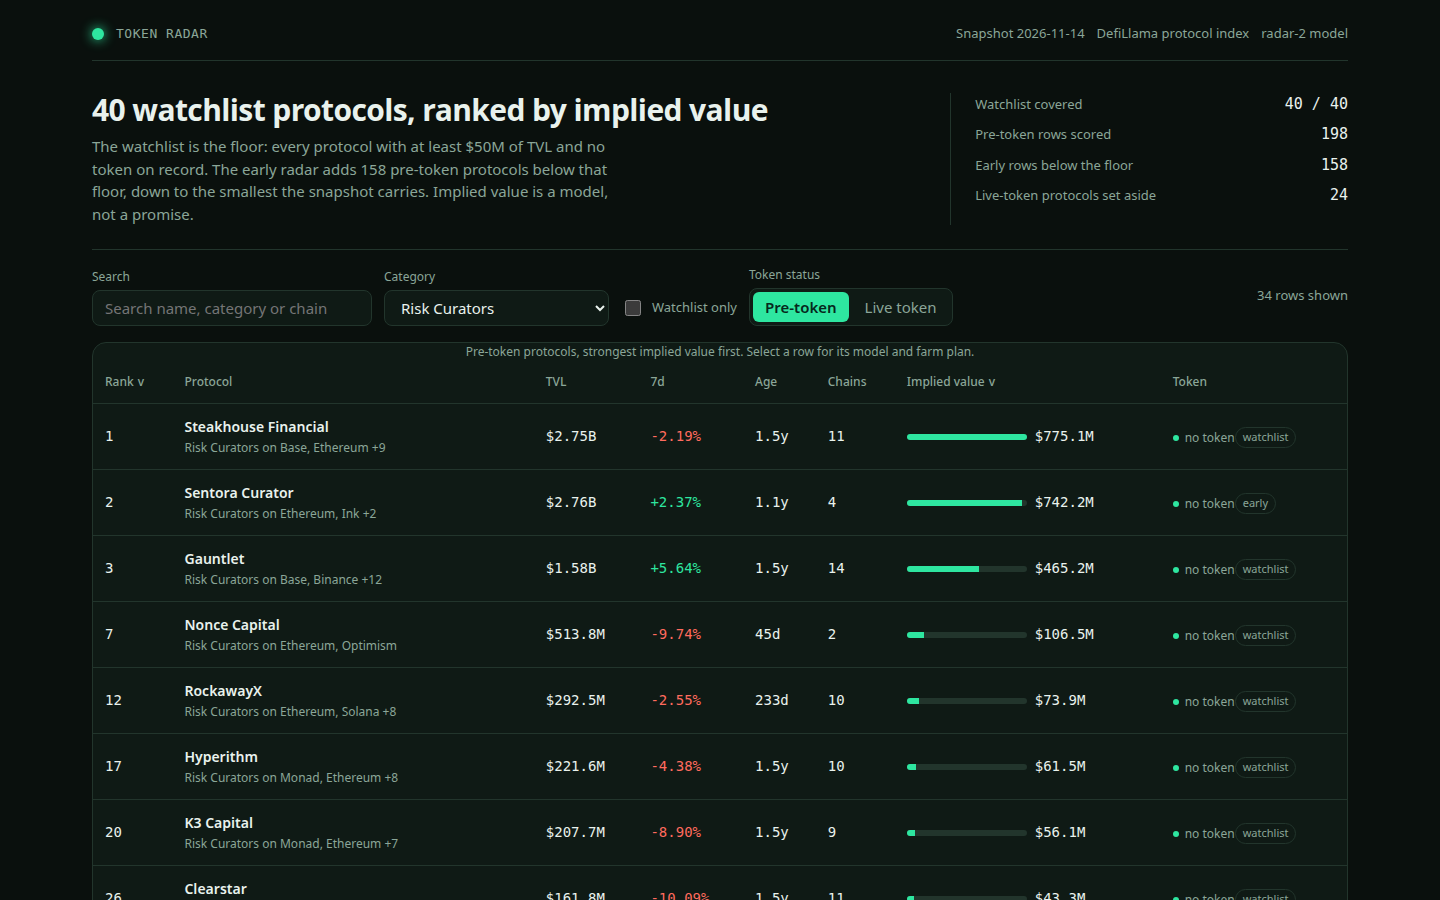 TOKEN RADAR
Snapshot 2026-11-14 DefiLlama protocol index radar-2 model
40 watchlist protocols, ranked by implied value
The watchlist is the floor: every protocol with at least $50M of TVL and no
token on record. The early radar adds 158 pre-token protocols below that
floor, down to the smallest the snapshot carries. Implied value is a model,
not a promise.
Watchlist covered 40 / 40
Pre-token rows scored 198
Early rows below the floor 158
Live-token protocols set aside 24
Search
Search name, category or chain
Category
Risk Curators
Watchlist only
Token status
Pre-token Live token
34 rows shown
Pre-token protocols, strongest implied value first. Select a row for its model and farm plan.
Rank v Protocol TVL 7d Age Chains Implied value v Token
1 Steakhouse Financial $2.75B -2.19% 1.5y 11 $775.1M no token watchlist
Risk Curators on Base, Ethereum +9
2 Sentora Curator $2.76B +2.37% 1.1y 4 $742.2M no token early
Risk Curators on Ethereum, Ink +2
3 Gauntlet $1.58B +5.64% 1.5y 14 $465.2M no token watchlist
Risk Curators on Base, Binance +12
7 Nonce Capital $513.8M -9.74% 45d 2 $106.5M no token watchlist
Risk Curators on Ethereum, Optimism
12 RockawayX $292.5M -2.55% 233d 10 $73.9M no token watchlist
Risk Curators on Ethereum, Solana +8
17 Hyperithm $221.6M -4.38% 1.5y 10 $61.5M no token watchlist
Risk Curators on Monad, Ethereum +8
20 K3 Capital $207.7M -8.90% 1.5y 9 $56.1M no token watchlist
Risk Curators on Monad, Ethereum +7
26 Clearstar $161.8M -10.09% 1.5y 11 $43.3M no token watchlist